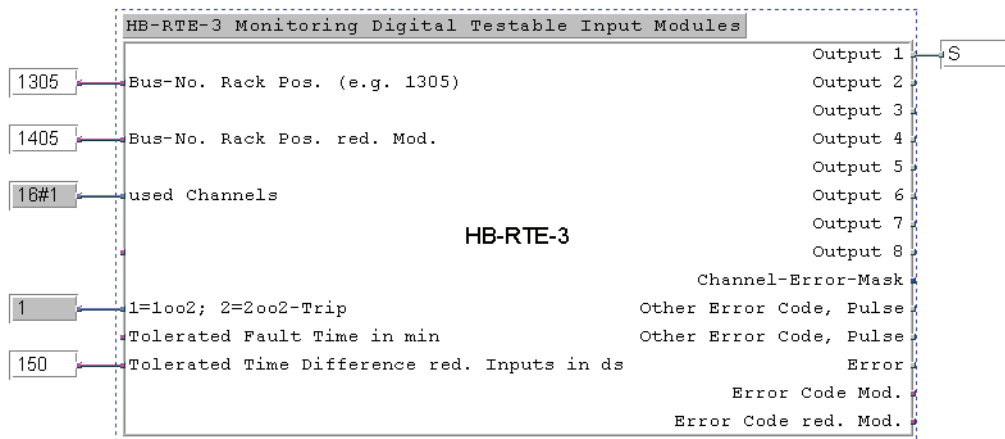 HB-RTE-3 Monitoring Digital Testable Input Modules
Output 1
S
1305
Bus-No. Rack Pos. (e.g. 1305)
Output 2
Output 3
1405
Bus-No. Rack Pos. red. Mod.
Output 4
Output 5
16#1
used Channels
Output 6
Output 7
HB-RTE-3
Output 8
Channel-Error-Mask
1
1=1oo2; 2=2oo2-Trip
Other Error Code, Pulse
Tolerated Fault Time in min
Other Error Code, Pulse
150
Tolerated Time Difference red. Inputs in ds
Error
Error Code Mod.
Error Code red. Mod.